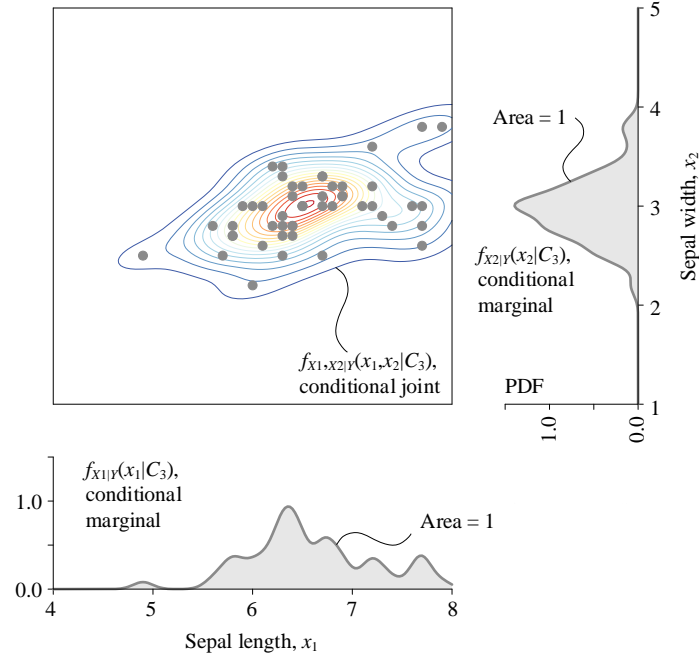 5
4
3
2
1
Sepal width, x₂
Area = 1
f_{X2|Y}(x₂|C₃),
conditional
marginal
PDF
1.0
0.0
f_{X1,X2|Y}(x₁,x₂|C₃),
conditional joint
f_{X1|Y}(x₁|C₃),
conditional
marginal
1.0
0.0
Area = 1
4
5
6
7
8
Sepal length, x₁